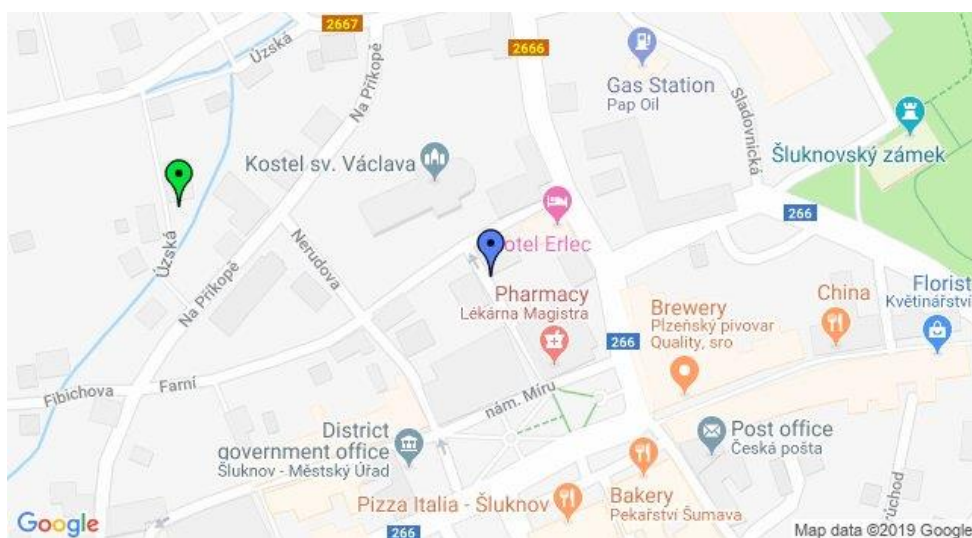 2667
2666
Úzská
Na Příkopě
Gas Station
Pap Oil
Sladovnická
Šluknovský zámek
Kostel sv. Václava
266
Úzská
Nerudova
otel Erlec
Na Příkopě
Pharmacy
Lékárna Magistra
Brewery
Plzeňský pivovar
Quality, sro
China
Florist
Květinářství
266
Fibichova
Farní
nám. Míru
District
government office
Šluknov - Městský Úřad
Post office
Česká pošta
Pizza Italia - Šluknov
Bakery
Pekařství Šumava
růchod
266
Google
Map data ©2019 Google